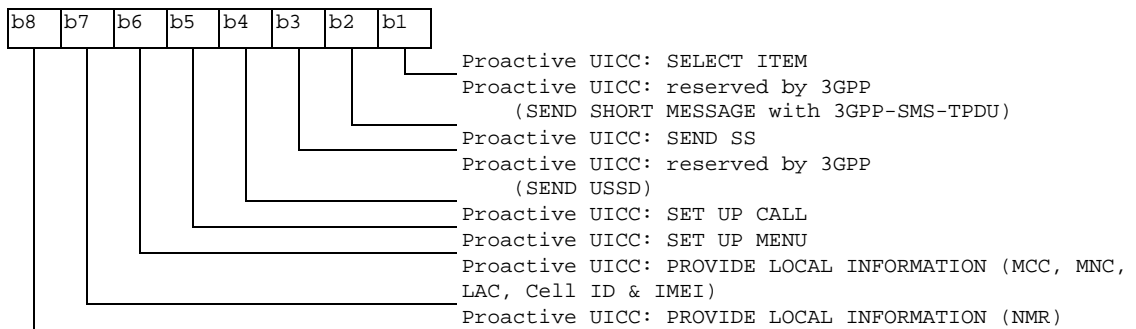 b8 b7 b6 b5 b4 b3 b2 b1
Proactive UICC: SELECT ITEM
Proactive UICC: reserved by 3GPP
(SEND SHORT MESSAGE with 3GPP-SMS-TPDU)
Proactive UICC: SEND SS
Proactive UICC: reserved by 3GPP
(SEND USSD)
Proactive UICC: SET UP CALL
Proactive UICC: SET UP MENU
Proactive UICC: PROVIDE LOCAL INFORMATION (MCC, MNC,
LAC, Cell ID & IMEI)
Proactive UICC: PROVIDE LOCAL INFORMATION (NMR)